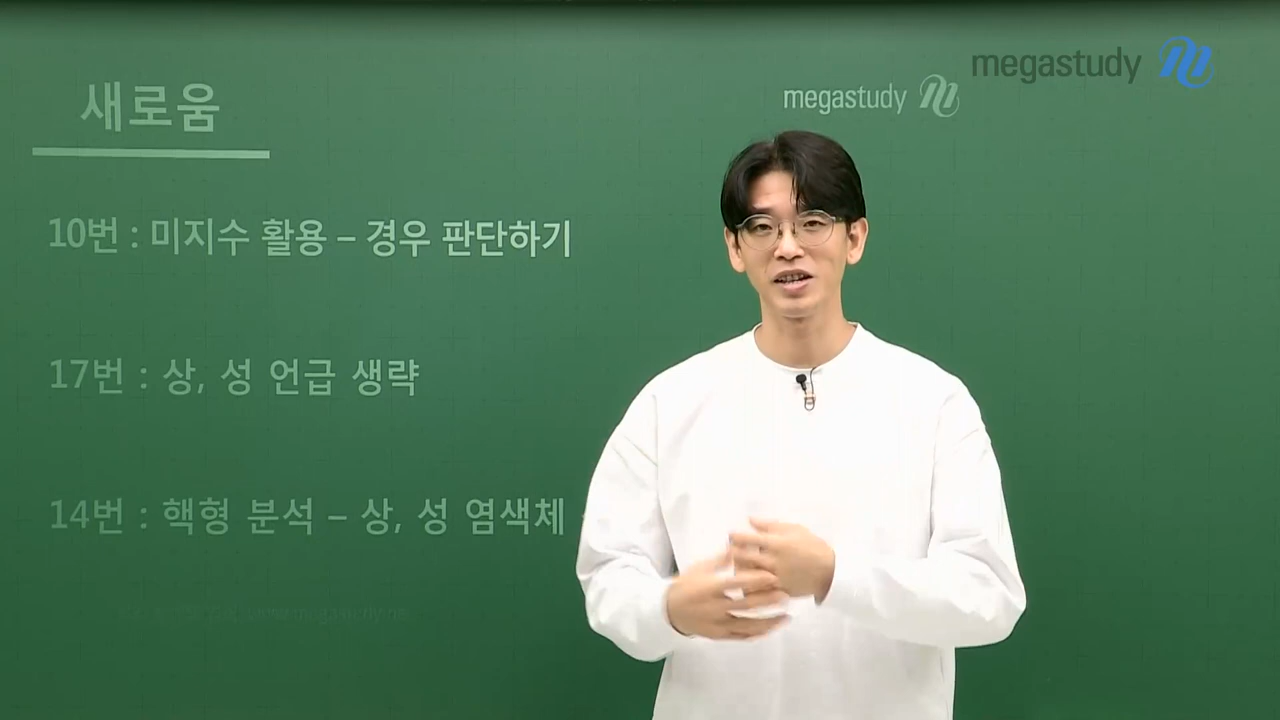 megastudy
megastudy
새로움
10번 : 미지수 활용 – 경우 판단하기
17번 : 상, 성 언급 생략
14번 : 핵형 분석 – 상, 성 염색체